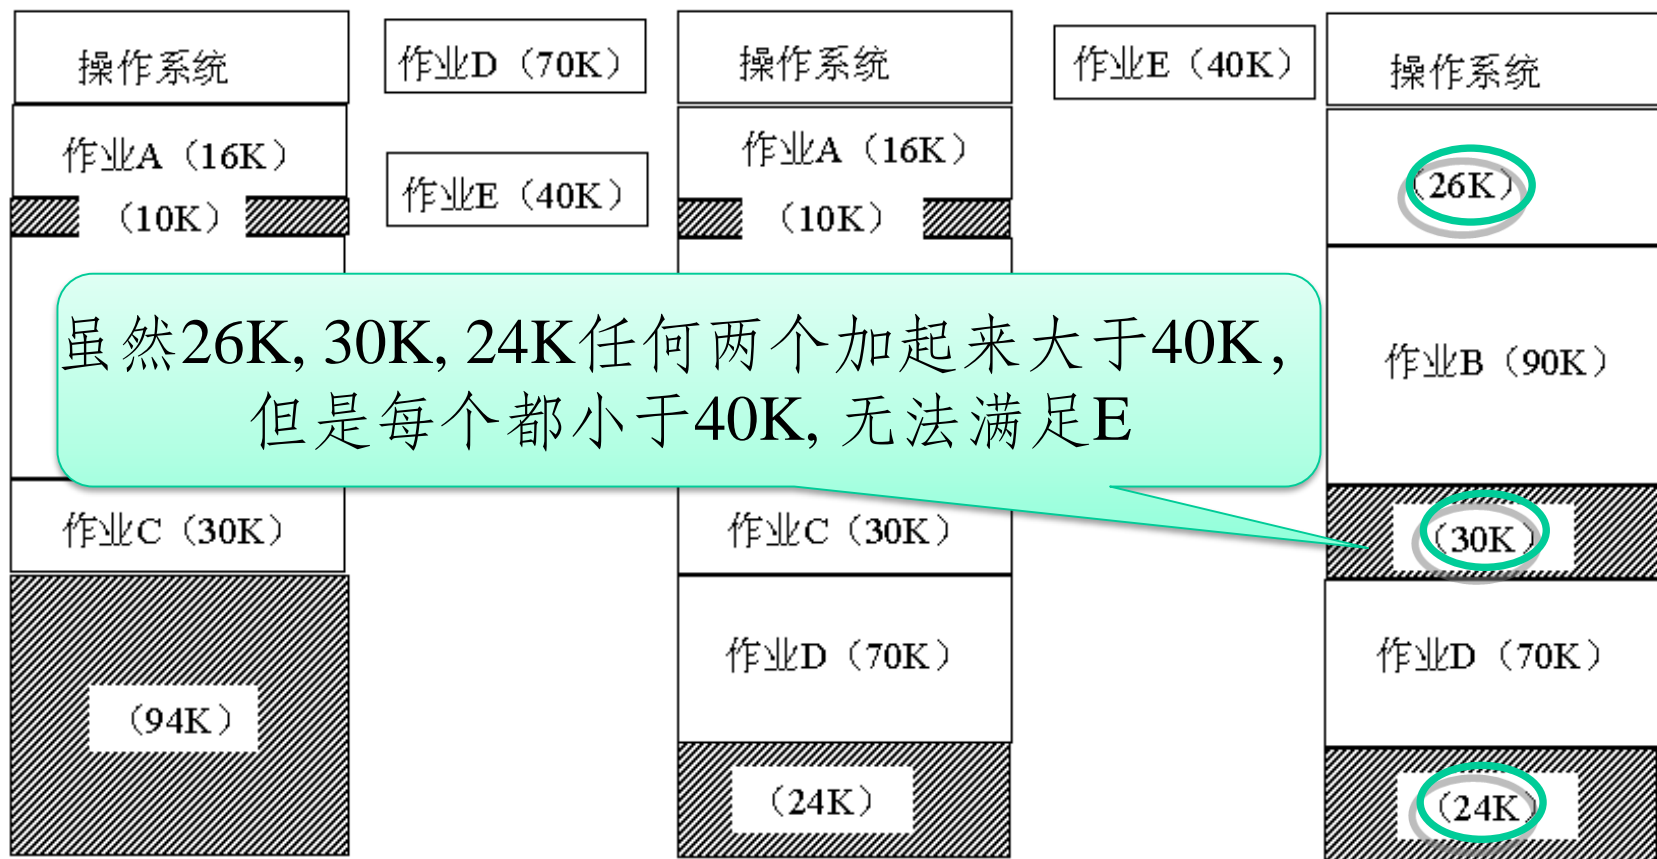 操作系统
作业A（16K）
（10K）
作业C（30K）
（94K）
作业D（70K）
作业E（40K）
操作系统
作业A（16K）
（10K）
作业C（30K）
作业D（70K）
（24K）
作业E（40K）
操作系统
（26K）
作业B（90K）
（30K）
作业D（70K）
（24K）
虽然26K, 30K, 24K任何两个加起来大于40K,
但是每个都小于40K, 无法满足E